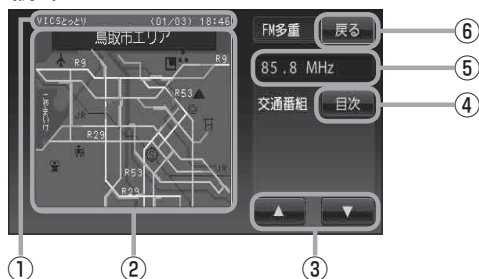 VICSとっとり (01/03) 18:46
FM多重 戻る
⑥
鳥取市エリア
85.8 MHz
⑤
R9 R9
交通番組 目次
④
R53
JR
R29
JR
R53
R29
▲ ▼
① ② ③